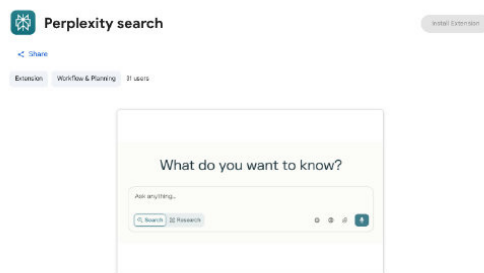 Perplexity search
Install Extension
Share
Extension
Workflow & Planning
31 users
What do you want to know?
Ask anything...
Search
Research